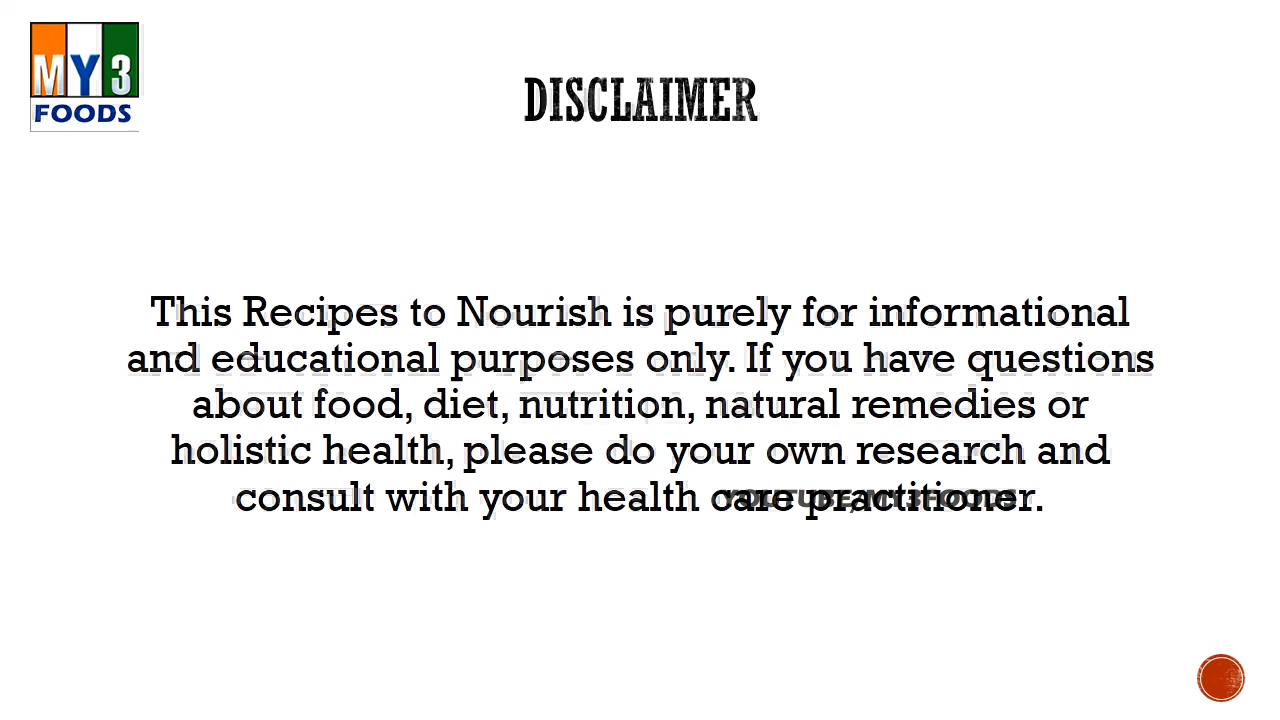 MY3
FOODS
DISCLAIMER
This Recipes to Nourish is purely for informational
and educational purposes only. If you have questions
about food, diet, nutrition, natural remedies or
holistic health, please do your own research and
consult with your health care practitioner.
YOUTUBE/MY3FOODS